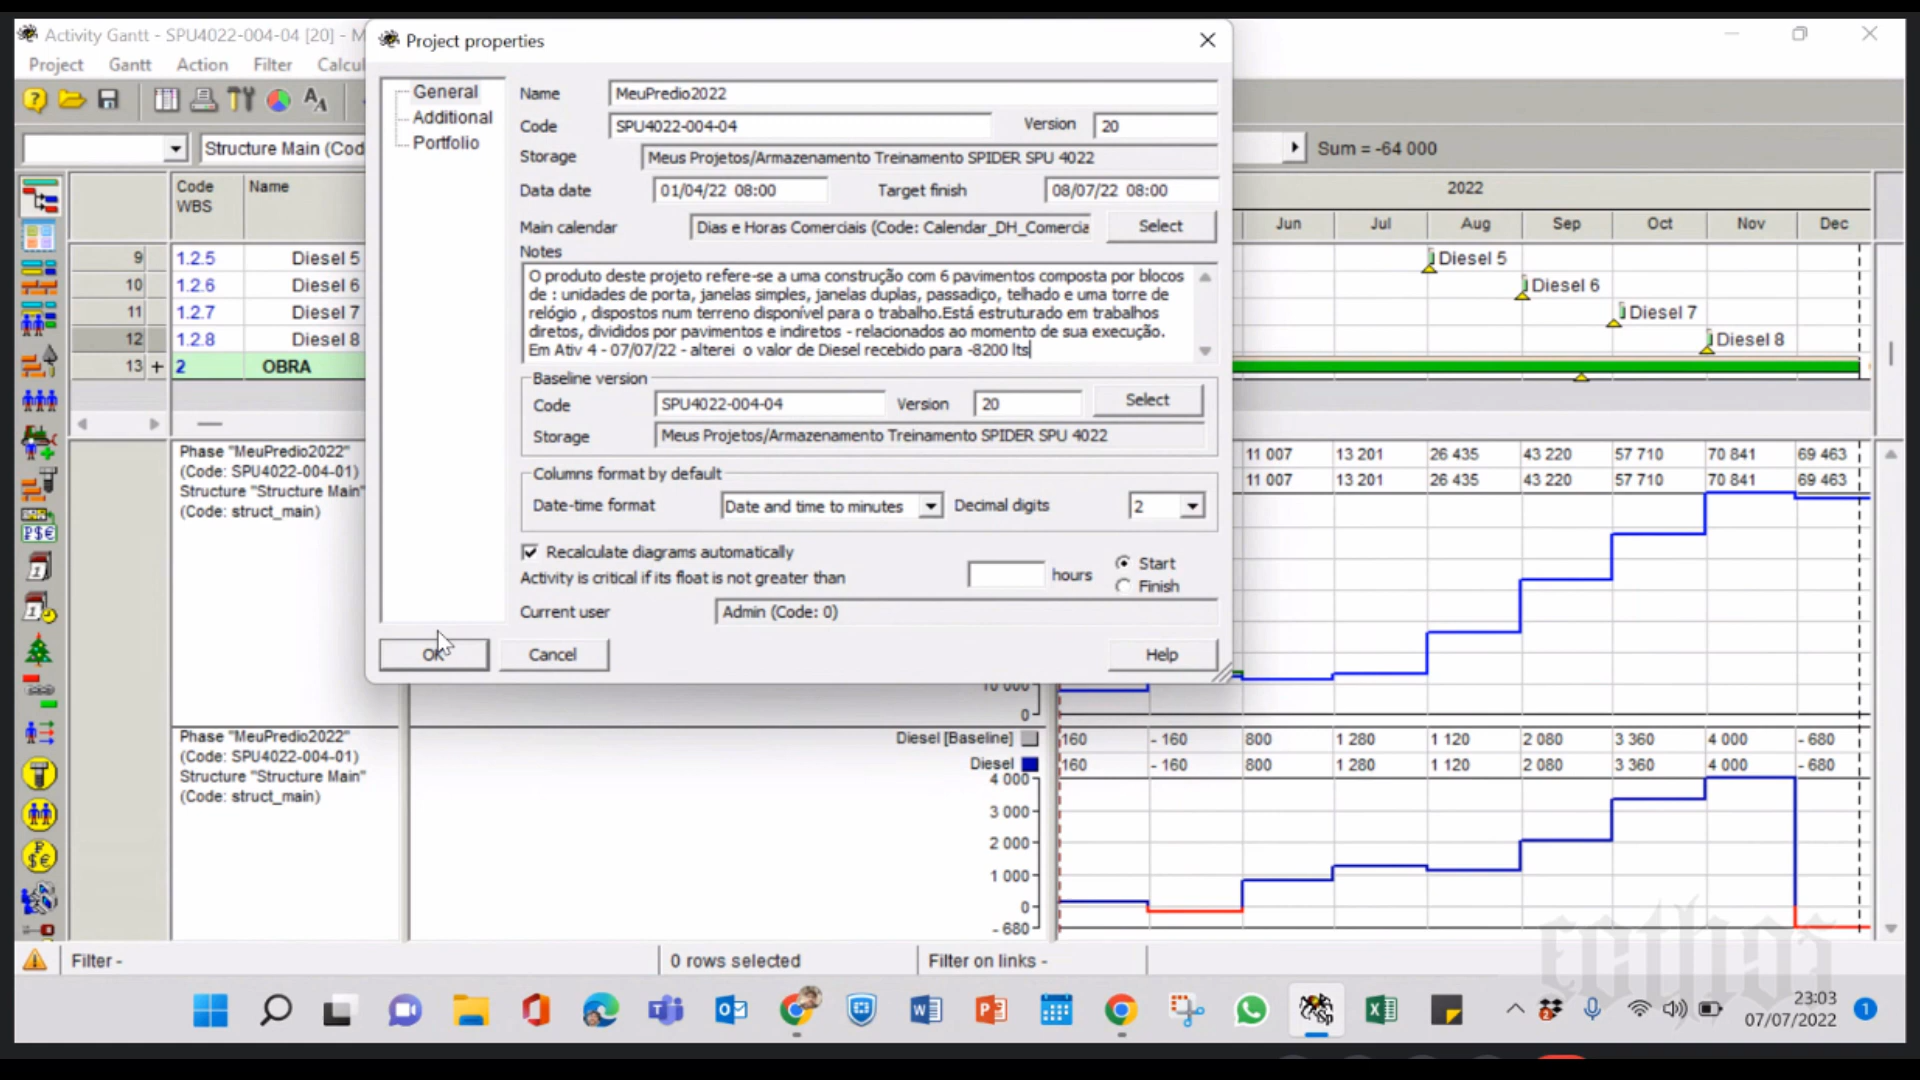 Activity Gantt - SPU4022-004-04 [20] - M
Project Gantt Action Filter Calcul
Structure Main (Cod
Sum = -64 000
Project properties
General
Additional
Portfolio
Name MeuPredio2022
Code SPU4022-004-04 Version 20
Storage Meus Projetos/Armazenamento Treinamento SPIDER SPU 4022
Data date 01/04/22 08:00 Target finish 08/07/22 08:00
Main calendar Dias e Horas Comerciais (Code: Calendar_DH_Comercia Select
Notes
O produto deste projeto refere-se a uma construção com 6 pavimentos composta por blocos
de : unidades de porta, janelas simples, janelas duplas, passadiço, telhado e uma torre de
relógio , dispostos num terreno disponível para o trabalho.Está estruturado em trabalhos
diretos, divididos por pavimentos e indiretos - relacionados ao momento de sua execução.
Em Ativ 4 - 07/07/22 - alterei o valor de Diesel recebido para -8200 lts
Baseline version
Code SPU4022-004-04 Version 20 Select
Storage Meus Projetos/Armazenamento Treinamento SPIDER SPU 4022
Columns format by default
Date-time format Date and time to minutes Decimal digits 2
Recalculate diagrams automatically
Activity is critical if its float is not greater than hours Start
Finish
Current user Admin (Code: 0)
OK Cancel Help
Code
WBS
Name
9 1.2.5 Diesel 5
10 1.2.6 Diesel 6
11 1.2.7 Diesel 7
12 1.2.8 Diesel 8
13 + 2 OBRA
2022
Jun Jul Aug Sep Oct Nov Dec
Diesel 5
Diesel 6
Diesel 7
Diesel 8
Phase "MeuPredio2022"
(Code: SPU4022-004-01)
Structure "Structure Main"
(Code: struct_main)
11 007 13 201 26 435 43 220 57 710 70 841 69 463
11 007 13 201 26 435 43 220 57 710 70 841 69 463
10 000
0
Phase "MeuPredio2022"
(Code: SPU4022-004-01)
Structure "Structure Main"
(Code: struct_main)
Diesel [Baseline] 160 - 160 800 1 280 1 120 2 080 3 360 4 000 - 680
Diesel 160 - 160 800 1 280 1 120 2 080 3 360 4 000 - 680
4 000
3 000
2 000
1 000
0
- 680
Filter - 0 rows selected Filter on links -
23:03
07/07/2022
1